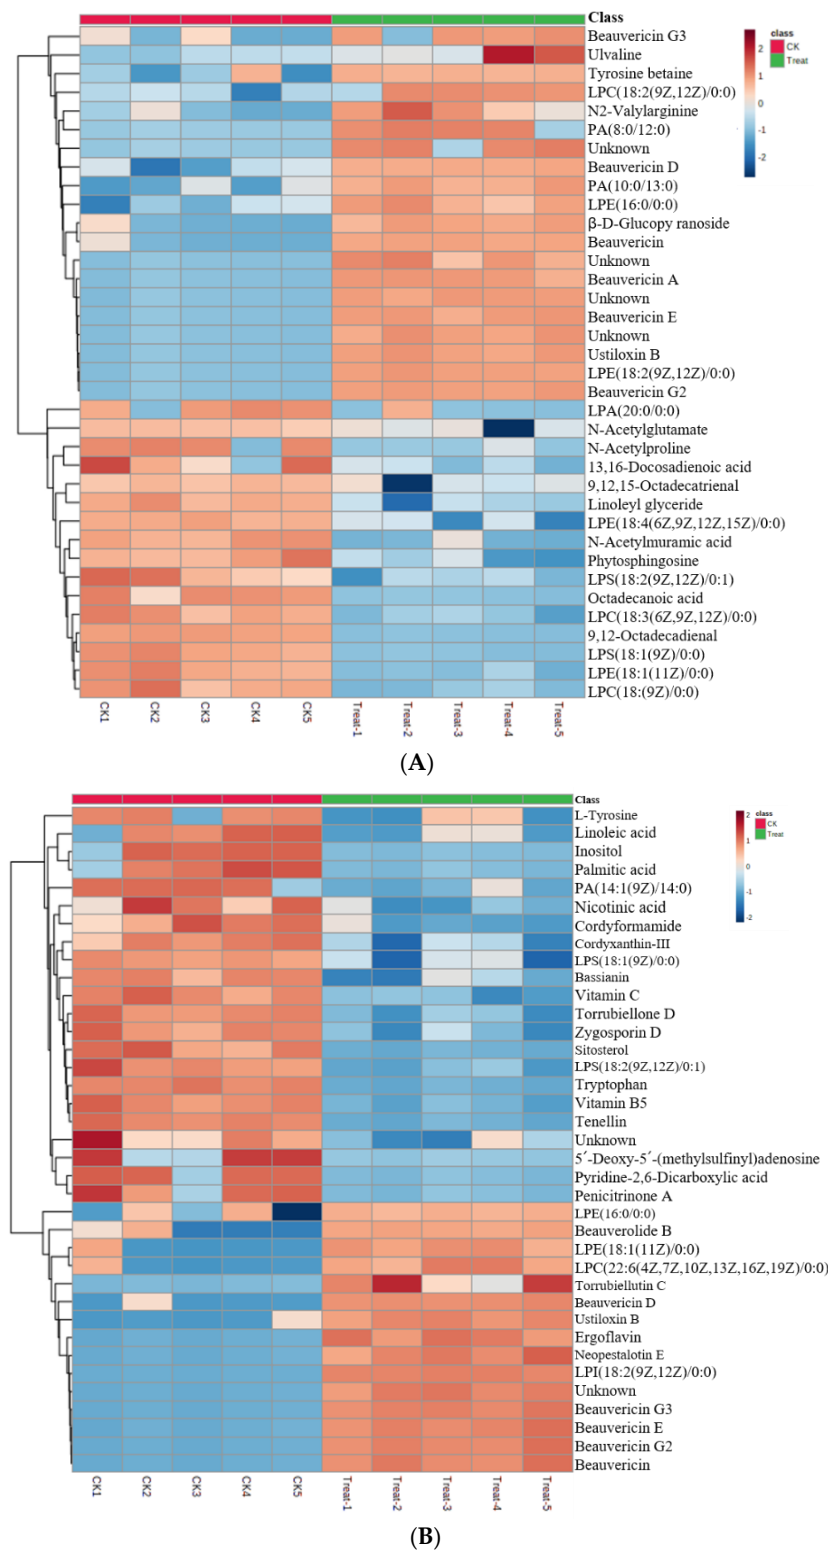 Class
Beauvericin G3
Ulvaline
Tyrosine betaine
LPC(18:2(9Z,12Z)/0:0)
N2-Valylarginine
PA(8:0/12:0)
Unknown
Beauvericin D
PA(10:0/13:0)
LPE(16:0/0:0)
β-D-Glucopy ranoside
Beauvericin
Unknown
Beauvericin A
Unknown
Beauvericin E
Unknown
Ustiloxin B
LPE(18:2(9Z,12Z)/0:0)
Beauvericin G2
LPA(20:0/0:0)
N-Acetylglutamate
N-Acetylproline
13,16-Docosadienoic acid
9,12,15-Octadecatrienal
Linoleyl glyceride
LPE(18:4(6Z,9Z,12Z,15Z)/0:0)
N-Acetylmuramic acid
Phytosphingosine
LPS(18:2(9Z,12Z)/0:1)
Octadecanoic acid
LPC(18:3(6Z,9Z,12Z)/0:0)
9,12-Octadecadienal
LPS(18:1(9Z)/0:0)
LPE(18:1(11Z)/0:0)
LPC(18:(9Z)/0:0)
2
1
0
-1
-2
class
CK
Treat
CK1 CK2 CK3 CK4 CK5 Treat-1 Treat-2 Treat-3 Treat-4 Treat-5
(A)
Class
L-Tyrosine
Linoleic acid
Inositol
Palmitic acid
PA(14:1(9Z)/14:0)
Nicotinic acid
Cordyformamide
Cordyxanthin-III
LPS(18:1(9Z)/0:0)
Bassianin
Vitamin C
Torrubiellone D
Zygosporin D
Sitosterol
LPS(18:2(9Z,12Z)/0:1)
Tryptophan
Vitamin B5
Tenellin
Unknown
5´-Deoxy-5´-(methylsulfinyl)adenosine
Pyridine-2,6-Dicarboxylic acid
Penicitrinone A
LPE(16:0/0:0)
Beauverolide B
LPE(18:1(11Z)/0:0)
LPC(22:6(4Z,7Z,10Z,13Z,16Z,19Z)/0:0)
Torrubiellutin C
Beauvericin D
Ustiloxin B
Ergoflavin
Neopestalotin E
LPI(18:2(9Z,12Z)/0:0)
Unknown
Beauvericin G3
Beauvericin E
Beauvericin G2
Beauvericin
2
1
0
-1
-2
class
CK
Treat
CK1 CK2 CK3 CK4 CK5 Treat-1 Treat-2 Treat-3 Treat-4 Treat-5
(B)